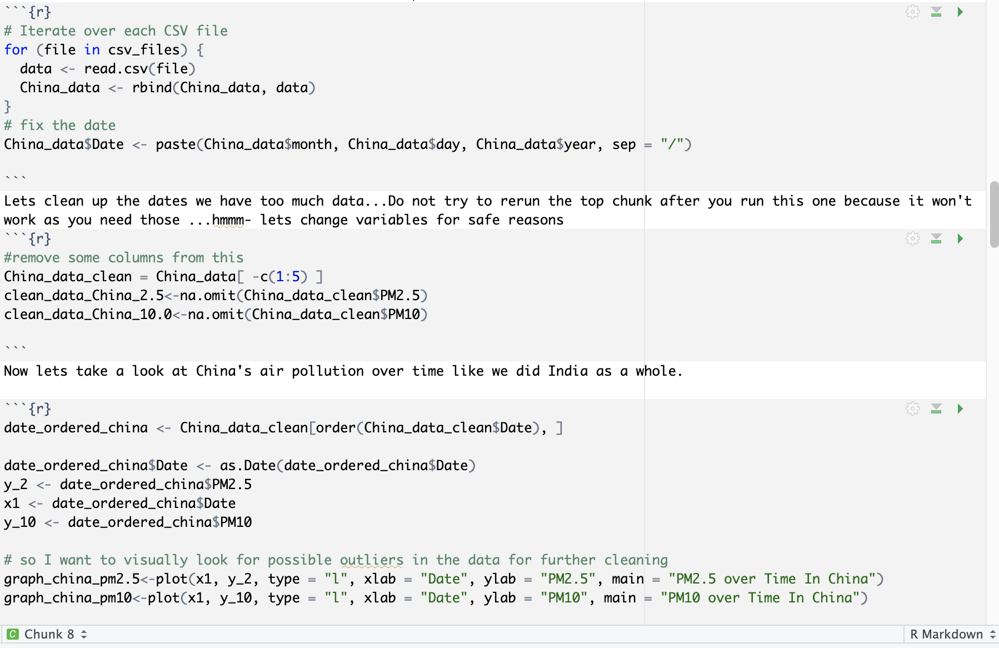 ```{r}
# Iterate over each CSV file
for (file in csv_files) {
  data <- read.csv(file)
  China_data <- rbind(China_data, data)
}
# fix the date
China_data$Date <- paste(China_data$month, China_data$day, China_data$year, sep = "/")

```
Lets clean up the dates we have too much data...Do not try to rerun the top chunk after you run this one because it won't
work as you need those ...hmmm- lets change variables for safe reasons
```{r}
#remove some columns from this
China_data_clean = China_data[ -c(1:5) ]
clean_data_China_2.5<-na.omit(China_data_clean$PM2.5)
clean_data_China_10.0<-na.omit(China_data_clean$PM10)

```
Now lets take a look at China's air pollution over time like we did India as a whole.

```{r}
date_ordered_china <- China_data_clean[order(China_data_clean$Date), ]

date_ordered_china$Date <- as.Date(date_ordered_china$Date)
y_2 <- date_ordered_china$PM2.5
x1 <- date_ordered_china$Date
y_10 <- date_ordered_china$PM10

# so I want to visually look for possible outliers in the data for further cleaning
graph_china_pm2.5<-plot(x1, y_2, type = "l", xlab = "Date", ylab = "PM2.5", main = "PM2.5 over Time In China")
graph_china_pm10<-plot(x1, y_10, type = "l", xlab = "Date", ylab = "PM10", main = "PM10 over Time In China")

C Chunk 8 R Markdown